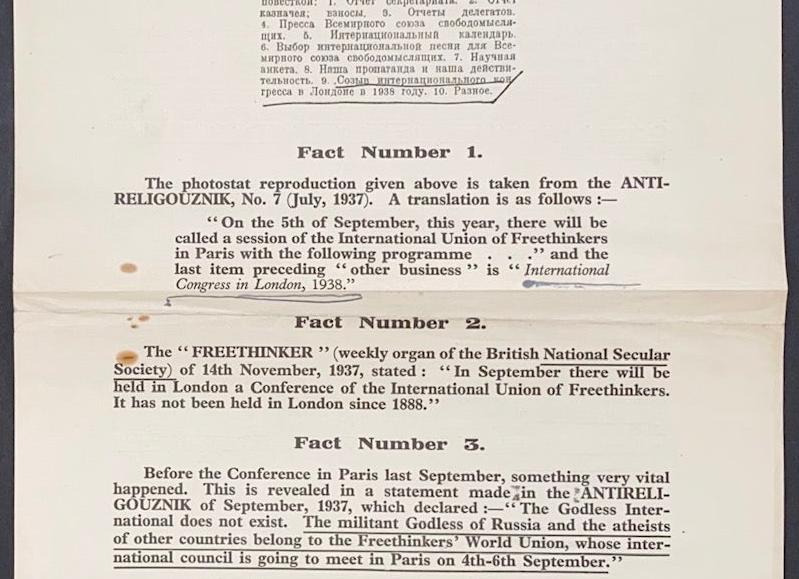 повесткой: 1. Отчет секретариата. 2. Отчет
казначея; взносы. 3. Отчеты делегатов.
4. Пресса Всемирного союза свободомысля-
щих. 5. Интернациональный календарь.
6. Выбор интернациональной песни для Все-
мирного союза свободомыслящих. 7. Научная
анкета. 8. Наша пропаганда и наша действи-
тельность. 9. Созыв интернационального кон-
гресса в Лондоне в 1938 году. 10. Разное.
Fact Number 1.
The photostat reproduction given above is taken from the ANTI-
RELIGOUZNIK, No. 7 (July, 1937). A translation is as follows :—
“On the 5th of September, this year, there will be
called a session of the International Union of Freethinkers
in Paris with the following programme . . .” and the
last item preceding “other business” is “International
Congress in London, 1938.”
Fact Number 2.
The “FREETHINKER” (weekly organ of the British National Secular
Society) of 14th November, 1937, stated : “In September there will be
held in London a Conference of the International Union of Freethinkers.
It has not been held in London since 1888.”
Fact Number 3.
Before the Conference in Paris last September, something very vital
happened. This is revealed in a statement made in the ANTIRELI-
GOUZNIK of September, 1937, which declared :—“The Godless Inter-
national does not exist. The militant Godless of Russia and the atheists
of other countries belong to the Freethinkers' World Union, whose inter-
national council is going to meet in Paris on 4th-6th September.”